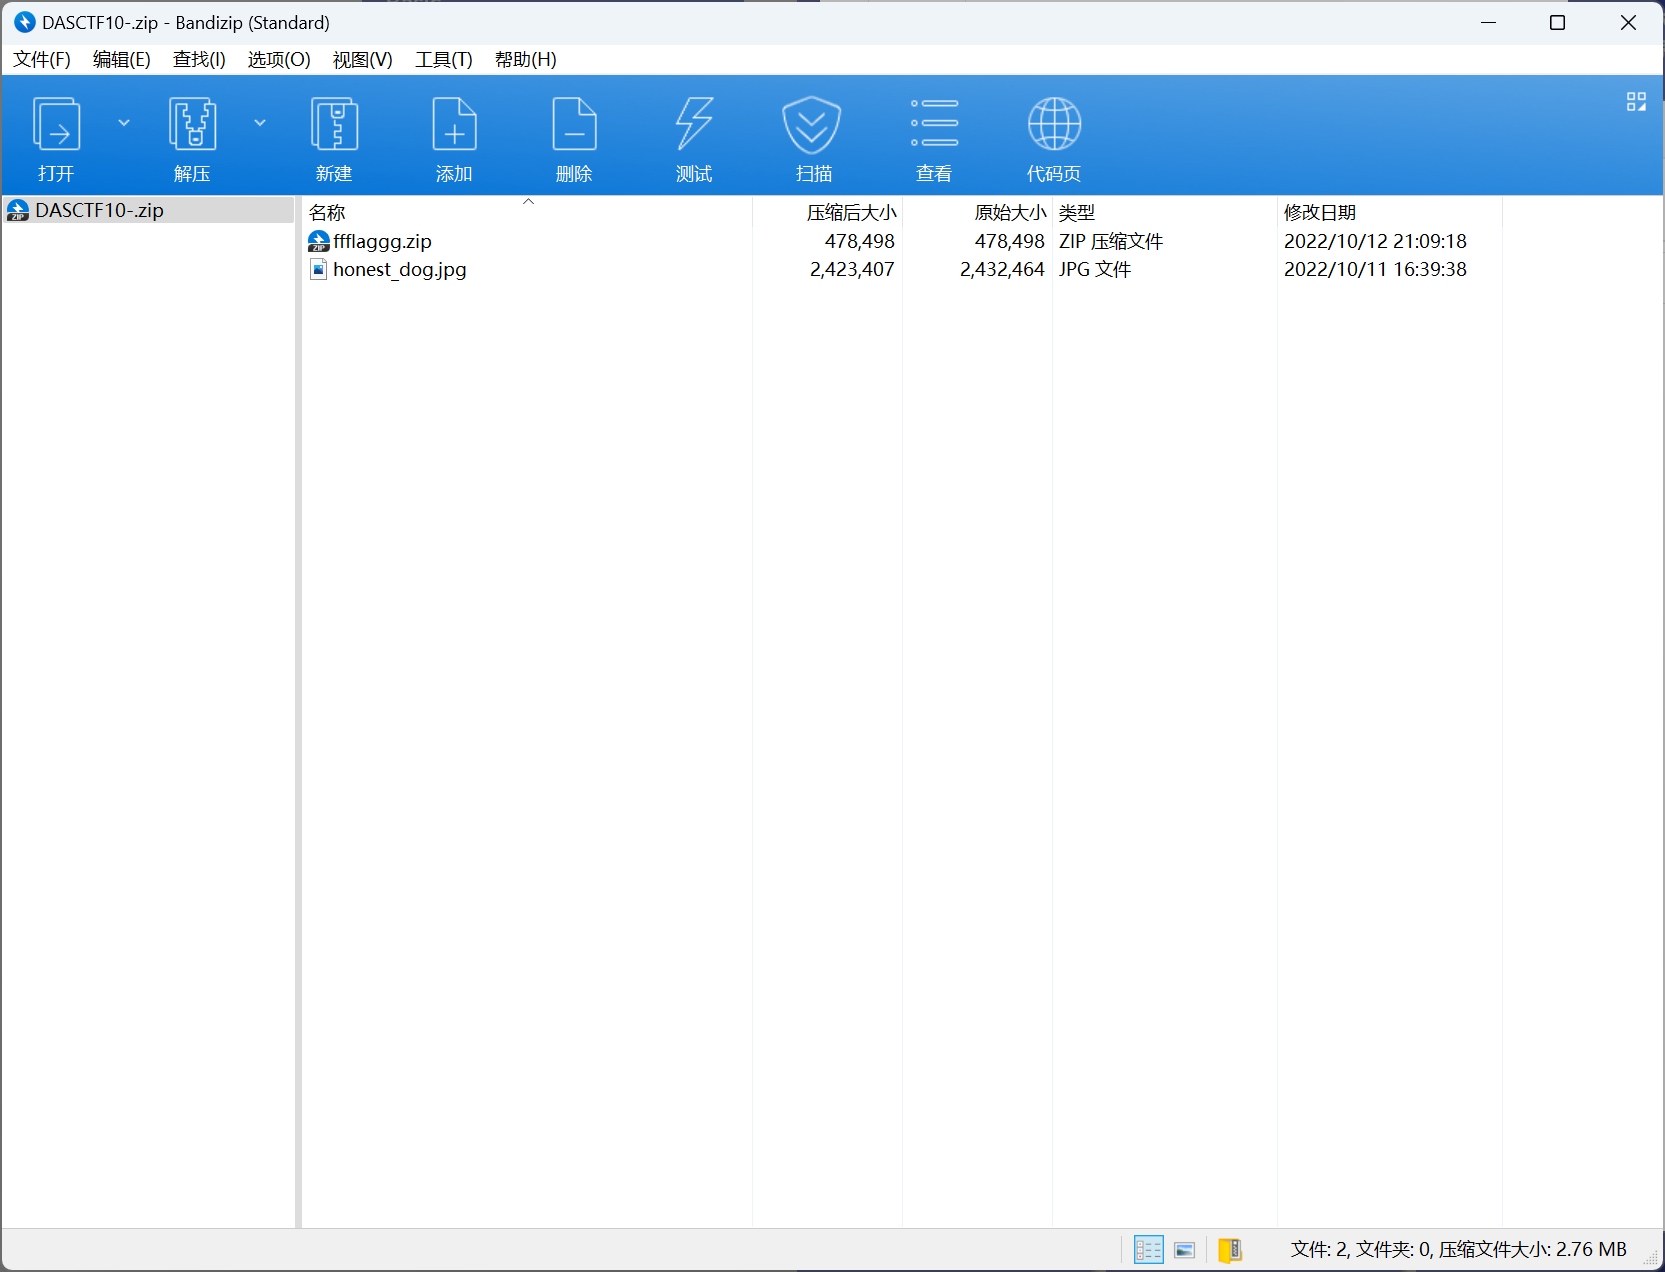 DASCTF10-.zip - Bandizip (Standard)
文件(F) 编辑(E) 查找(I) 选项(O) 视图(V) 工具(T) 帮助(H)
打开 解压 新建 添加 删除 测试 扫描 查看 代码页
DASCTF10-.zip
名称 压缩后大小 原始大小 类型 修改日期
ffflaggg.zip 478,498 478,498 ZIP 压缩文件 2022/10/12 21:09:18
honest_dog.jpg 2,423,407 2,432,464 JPG 文件 2022/10/11 16:39:38
文件: 2, 文件夹: 0, 压缩文件大小: 2.76 MB